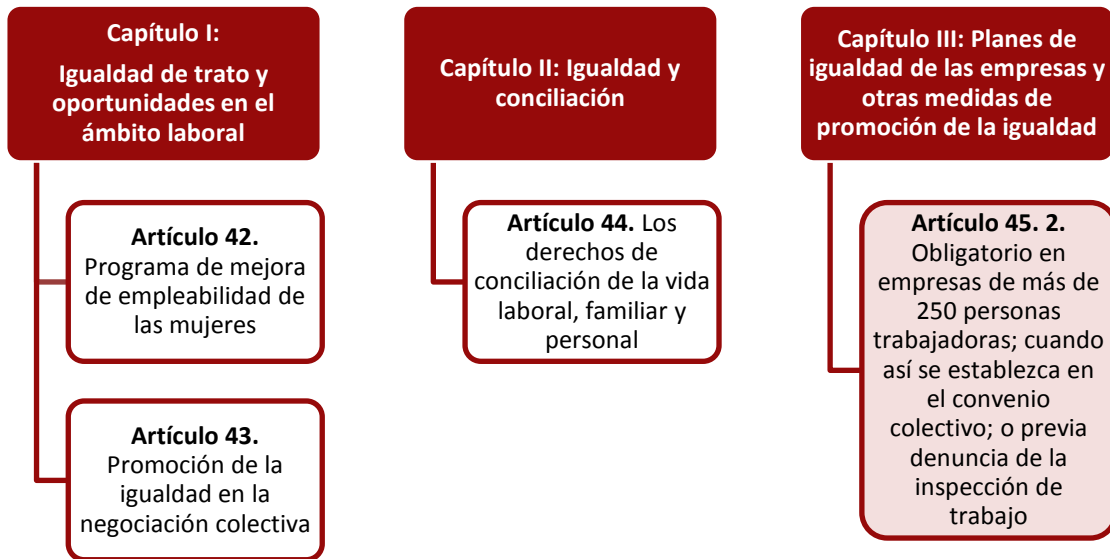 Capítulo I:
Igualdad de trato y
oportunidades en el
ámbito laboral
Artículo 42.
Programa de mejora
de empleabilidad de
las mujeres
Artículo 43.
Promoción de la
igualdad en la
negociación colectiva
Capítulo II: Igualdad y
conciliación
Artículo 44. Los
derechos de
conciliación de la vida
laboral, familiar y
personal
Capítulo III: Planes de
igualdad de las empresas y
otras medidas de
promoción de la igualdad
Artículo 45. 2.
Obligatorio en
empresas de más de
250 personas
trabajadoras; cuando
así se establezca en
el convenio
colectivo; o previa
denuncia de la
inspección de
trabajo